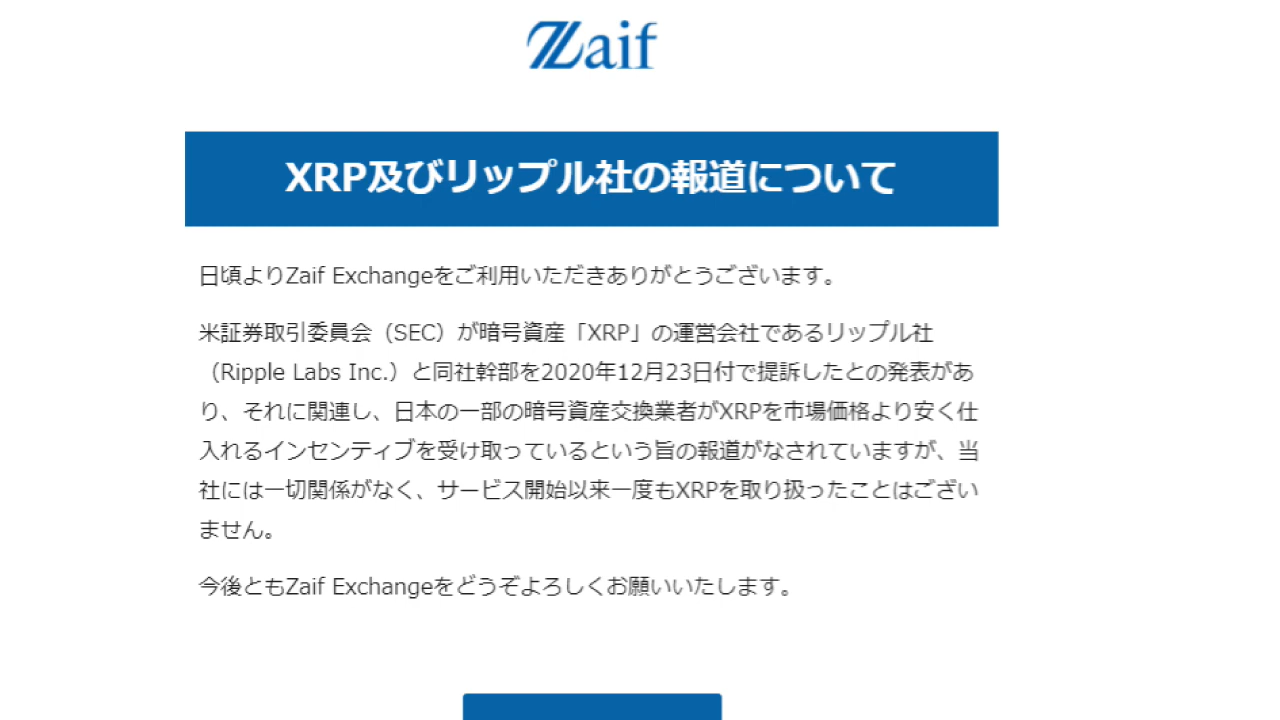 Zaif
XRP及びリップル社の報道について
日頃よりZaif Exchangeをご利用いただきありがとうございます。
米証券取引委員会（SEC）が暗号資産「XRP」の運営会社であるリップル社
（Ripple Labs Inc.）と同社幹部を2020年12月23日付で提訴したとの発表があ
り、それに関連し、日本の一部の暗号資産交換業者がXRPを市場価格より安く仕
入れるインセンティブを受け取っているという旨の報道がなされていますが、当
社には一切関係がなく、サービス開始以来一度もXRPを取り扱ったことはござい
ません。
今後ともZaif Exchangeをどうぞよろしくお願いいたします。